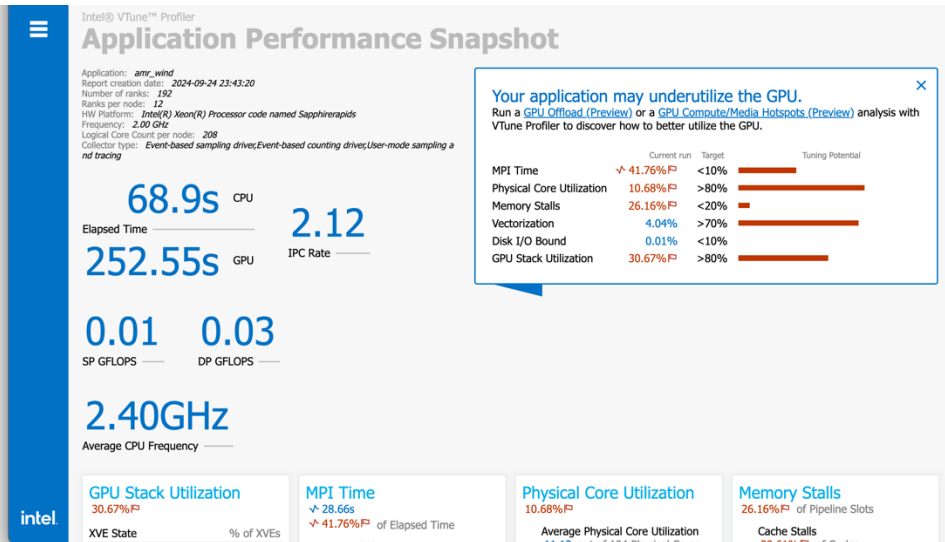 Intel® VTune™ Profiler
Application Performance Snapshot
Application: amr_wind
Report creation date: 2024-09-24 23:43:20
Number of ranks: 192
Ranks per node: 12
HW Platform: Intel(R) Xeon(R) Processor code named Sapphirerapids
Frequency: 2.00 GHz
Logical Core Count per node: 208
Collector type: Event-based sampling driver,Event-based counting driver,User-mode sampling a
nd tracing
68.9s CPU
Elapsed Time
252.55s GPU
2.12
IPC Rate
0.01
SP GFLOPS
0.03
DP GFLOPS
2.40GHz
Average CPU Frequency
Your application may underutilize the GPU.
Run a GPU Offload (Preview) or a GPU Compute/Media Hotspots (Preview) analysis with
VTune Profiler to discover how to better utilize the GPU.
Current run Target Tuning Potential
MPI Time 41.76% <10%
Physical Core Utilization 10.68% >80%
Memory Stalls 26.16% <20%
Vectorization 4.04% >70%
Disk I/O Bound 0.01% <10%
GPU Stack Utilization 30.67% >80%
GPU Stack Utilization
30.67%
XVE State % of XVEs
MPI Time
28.66s
41.76% of Elapsed Time
Physical Core Utilization
10.68%
Average Physical Core Utilization
Memory Stalls
26.16% of Pipeline Slots
Cache Stalls
intel